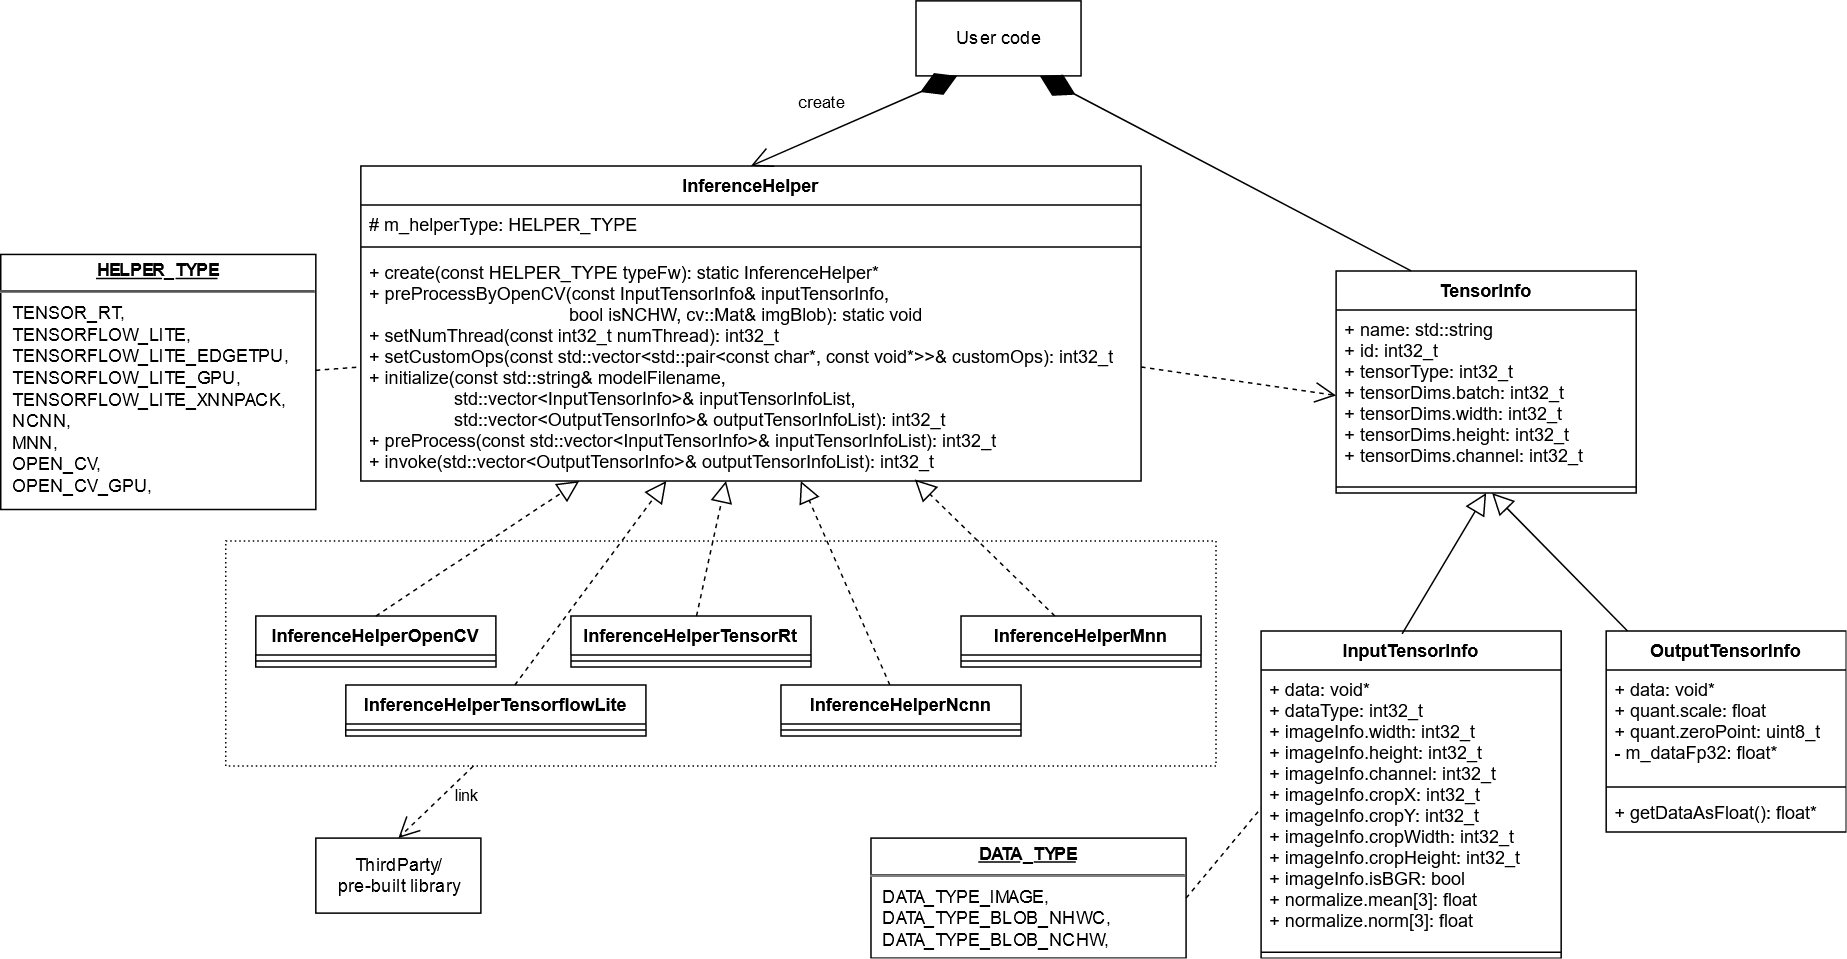 User code
create
InferenceHelper
# m_helperType: HELPER_TYPE
+ create(const HELPER_TYPE typeFw): static InferenceHelper*
+ preProcessByOpenCV(const InputTensorInfo& inputTensorInfo,
bool isNCHW, cv::Mat& imgBlob): static void
+ setNumThread(const int32_t numThread): int32_t
+ setCustomOps(const std::vector<std::pair<const char*, const void*>>& customOps): int32_t
+ initialize(const std::string& modelFilename,
std::vector<InputTensorInfo>& inputTensorInfoList,
std::vector<OutputTensorInfo>& outputTensorInfoList): int32_t
+ preProcess(const std::vector<InputTensorInfo>& inputTensorInfoList): int32_t
+ invoke(std::vector<OutputTensorInfo>& outputTensorInfoList): int32_t
HELPER_TYPE
TENSOR_RT,
TENSORFLOW_LITE,
TENSORFLOW_LITE_EDGETPU,
TENSORFLOW_LITE_GPU,
TENSORFLOW_LITE_XNNPACK,
NCNN,
MNN,
OPEN_CV,
OPEN_CV_GPU,
TensorInfo
+ name: std::string
+ id: int32_t
+ tensorType: int32_t
+ tensorDims.batch: int32_t
+ tensorDims.width: int32_t
+ tensorDims.height: int32_t
+ tensorDims.channel: int32_t
InferenceHelperOpenCV
InferenceHelperTensorRt
InferenceHelperMnn
InferenceHelperTensorflowLite
InferenceHelperNcnn
link
ThirdParty/
pre-built library
InputTensorInfo
+ data: void*
+ dataType: int32_t
+ imageInfo.width: int32_t
+ imageInfo.height: int32_t
+ imageInfo.channel: int32_t
+ imageInfo.cropX: int32_t
+ imageInfo.cropY: int32_t
+ imageInfo.cropWidth: int32_t
+ imageInfo.cropHeight: int32_t
+ imageInfo.isBGR: bool
+ normalize.mean[3]: float
+ normalize.norm[3]: float
OutputTensorInfo
+ data: void*
+ quant.scale: float
+ quant.zeroPoint: uint8_t
- m_dataFp32: float*
+ getDataAsFloat(): float*
DATA_TYPE
DATA_TYPE_IMAGE,
DATA_TYPE_BLOB_NHWC,
DATA_TYPE_BLOB_NCHW,